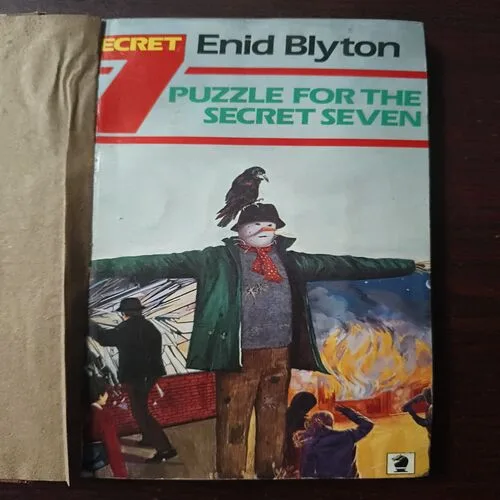 ECRET
7
Enid Blyton
PUZZLE FOR THE
SECRET SEVEN